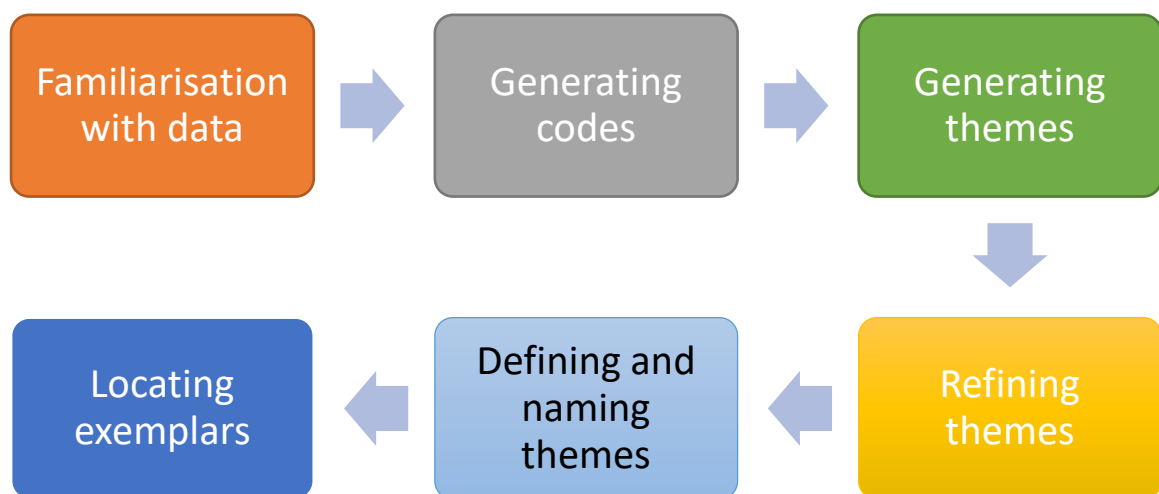 Familiarisation
with data
Generating
codes
Generating
themes
Refining
themes
Defining and
naming
themes
Locating
exemplars